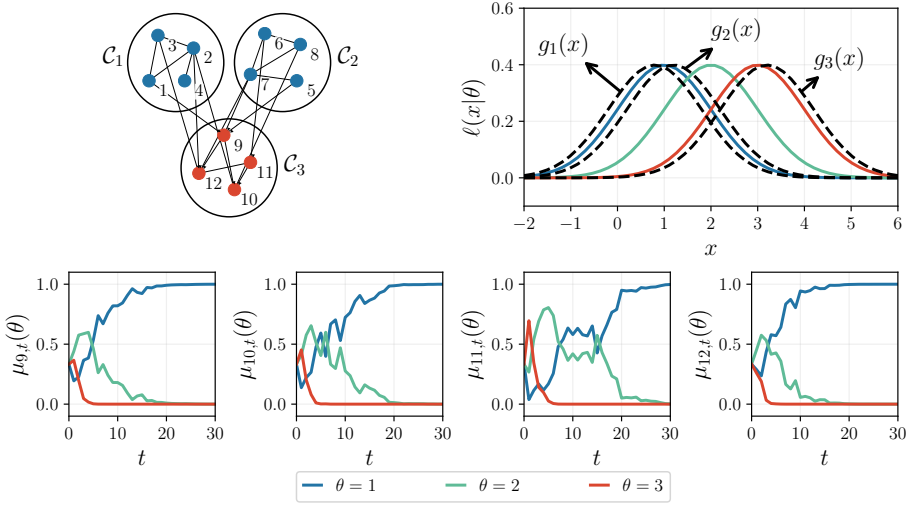 C₁
3
2
1
4
6
8
C₂
7
5
9
C₃
11
12
10
0.6
0.4
0.2
0.0
ℓ(x|θ)
g₁(x)
g₂(x)
g₃(x)
−2 −1 0 1 2 3 4 5 6
x
1.0
0.5
0.0
μ₉,ₜ(θ)
0 10 20 30
t
1.0
0.5
0.0
μ₁₀,ₜ(θ)
0 10 20 30
t
1.0
0.5
0.0
μ₁₁,ₜ(θ)
0 10 20 30
t
1.0
0.5
0.0
μ₁₂,ₜ(θ)
0 10 20 30
t
θ = 1 θ = 2 θ = 3